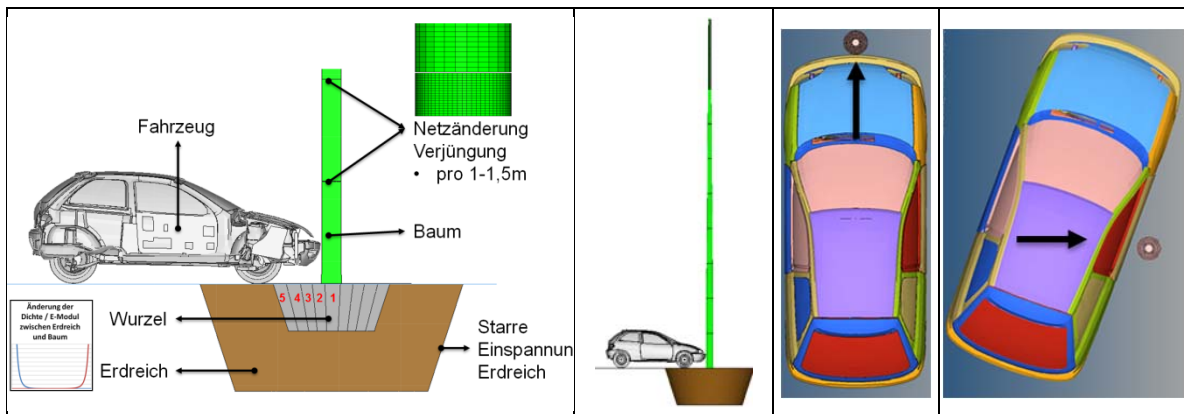 Fahrzeug
Netzänderung
Verjüngung
• pro 1-1,5m
Baum
5 4 3 2 1
Änderung der
Dichte / E-Modul
zwischen Erdreich
und Baum
Wurzel
Erdreich
Starre
Einspannun
Erdreich